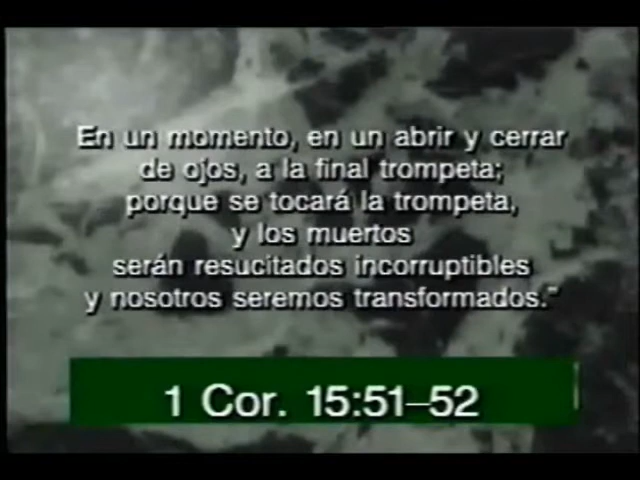 En un momento, en un abrir y cerrar
de ojos, a la final trompeta;
porque se tocará la trompeta,
y los muertos
serán resucitados incorruptibles
y nosotros seremos transformados."
1 Cor. 15:51–52